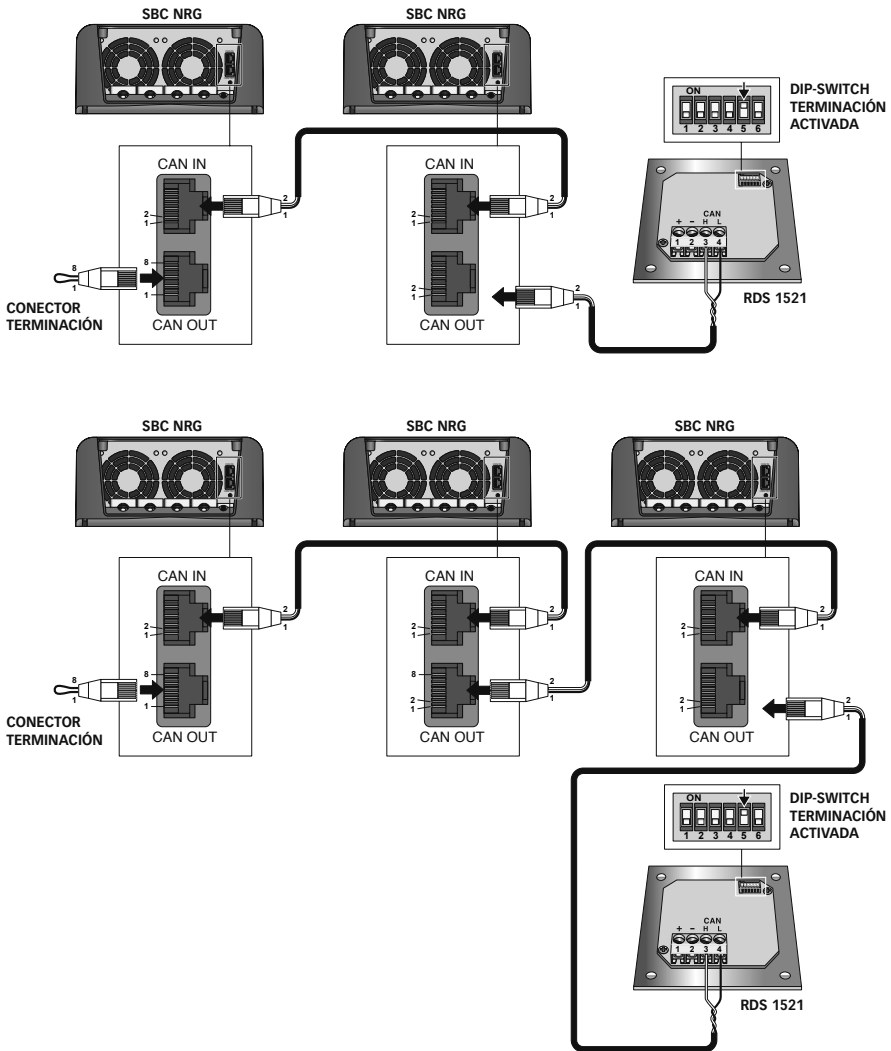 SBC NRG
SBC NRG
ON
1 2 3 4 5 6
DIP-SWITCH
TERMINACIÓN
ACTIVADA
CAN IN
2
1
2
1
8
1
8
1
CONECTOR
TERMINACIÓN
CAN OUT
CAN IN
2
1
2
1
2
1
2
1
CAN OUT
CAN
+ − H L
1 2 3 4
RDS 1521
SBC NRG
SBC NRG
SBC NRG
CAN IN
2
1
2
1
8
1
8
1
CONECTOR
TERMINACIÓN
CAN OUT
CAN IN
2
1
2
1
8
2
1
2
1
CAN OUT
CAN IN
2
1
2
1
2
1
CAN OUT
ON
1 2 3 4 5 6
DIP-SWITCH
TERMINACIÓN
ACTIVADA
CAN
+ − H L
1 2 3 4
RDS 1521